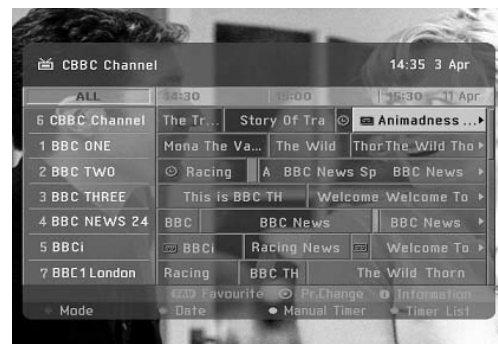 CBBC Channel 14:35 3 Apr
ALL 14:30 15:00 15:30 11 Apr
6 CBBC Channel The Tr... Story Of Tra Animadness ...
1 BBC ONE Mona The Va... The Wild ThorThe Wild Tho
2 BBC TWO Racing A BBC News Sp BBC News
3 BBC THREE This is BBC TH Welcome Welcome To
4 BBC NEWS 24 BBC BBC News BBC News
5 BBCi BBCi Racing News Welcome To
7 BBC1 London Racing BBC TH The Wild Thorn
FAV Favourite Pr.Change i Information
Mode Date Manual Timer Timer List